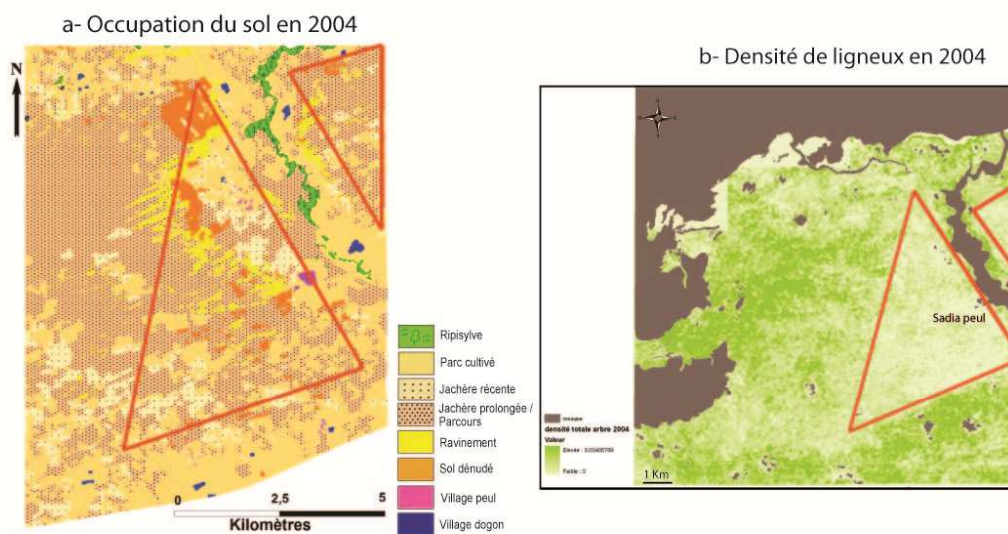 a- Occupation du sol en 2004
N
Ripisylve
Parc cultivé
Jachère récente
Jachère prolongée /
Parcours
Ravinement
Sol dénudé
Village peul
Village dogon
0 2,5 5
Kilomètres
b- Densité de ligneux en 2004
N
Sadia peul
densité totale arbre 2004
Valeur
Faible : 0
1 Km